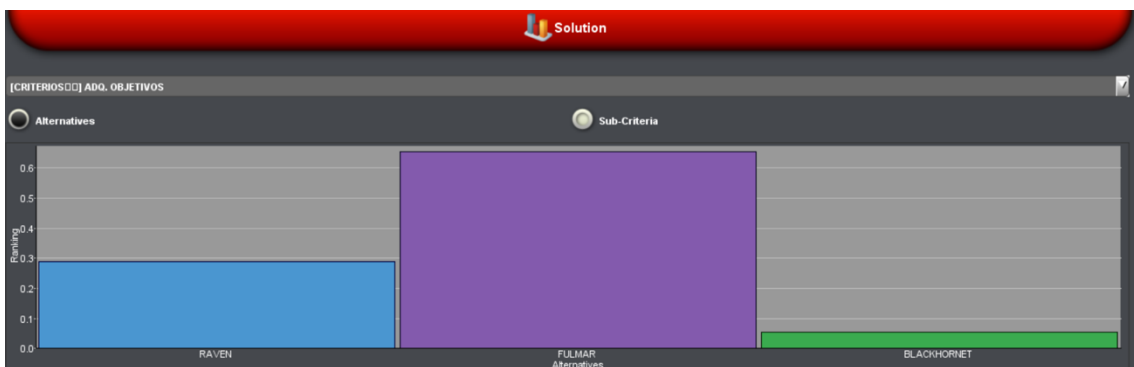 Solution
[CRITERIOS□□] ADQ. OBJETIVOS
Alternatives
Sub-Criteria
Ranking
0.6
0.5
0.4
0.3
0.2
0.1
0.0
RAVEN
FULMAR
BLACKHORNET
Alternatives